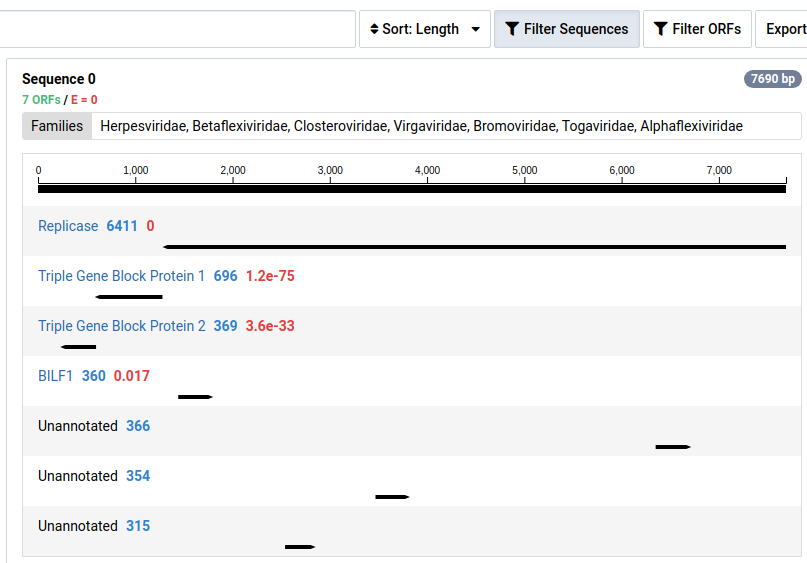 Sort: Length
Filter Sequences
Filter ORFs
Export
Sequence 0
7690 bp
7 ORFs / E = 0
Families Herpesviridae, Betaflexiviridae, Closteroviridae, Virgaviridae, Bromoviridae, Togaviridae, Alphaflexiviridae
0 1,000 2,000 3,000 4,000 5,000 6,000 7,000
Replicase 6411 0
Triple Gene Block Protein 1 696 1.2e-75
Triple Gene Block Protein 2 369 3.6e-33
BILF1 360 0.017
Unannotated 366
Unannotated 354
Unannotated 315